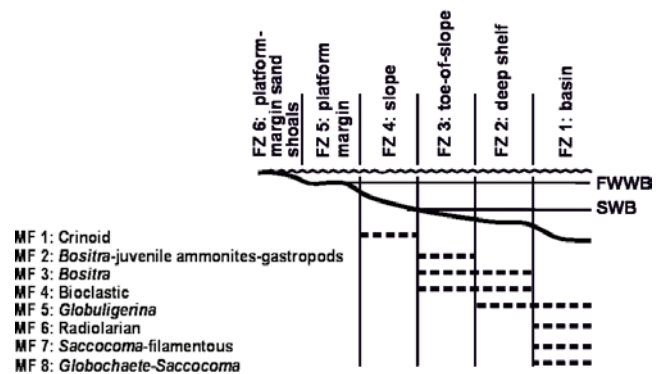 FZ 6: platform-
margin sand
shoals
FZ 5: platform
margin
FZ 4: slope
FZ 3: toe-of-slope
FZ 2: deep shelf
FZ 1: basin
FWWB
SWB
MF 1: Crinoid
MF 2: Bositra-juvenile ammonites-gastropods
MF 3: Bositra
MF 4: Bioclastic
MF 5: Globuligerina
MF 6: Radiolarian
MF 7: Saccocoma-filamentous
MF 8: Globochaete-Saccocoma